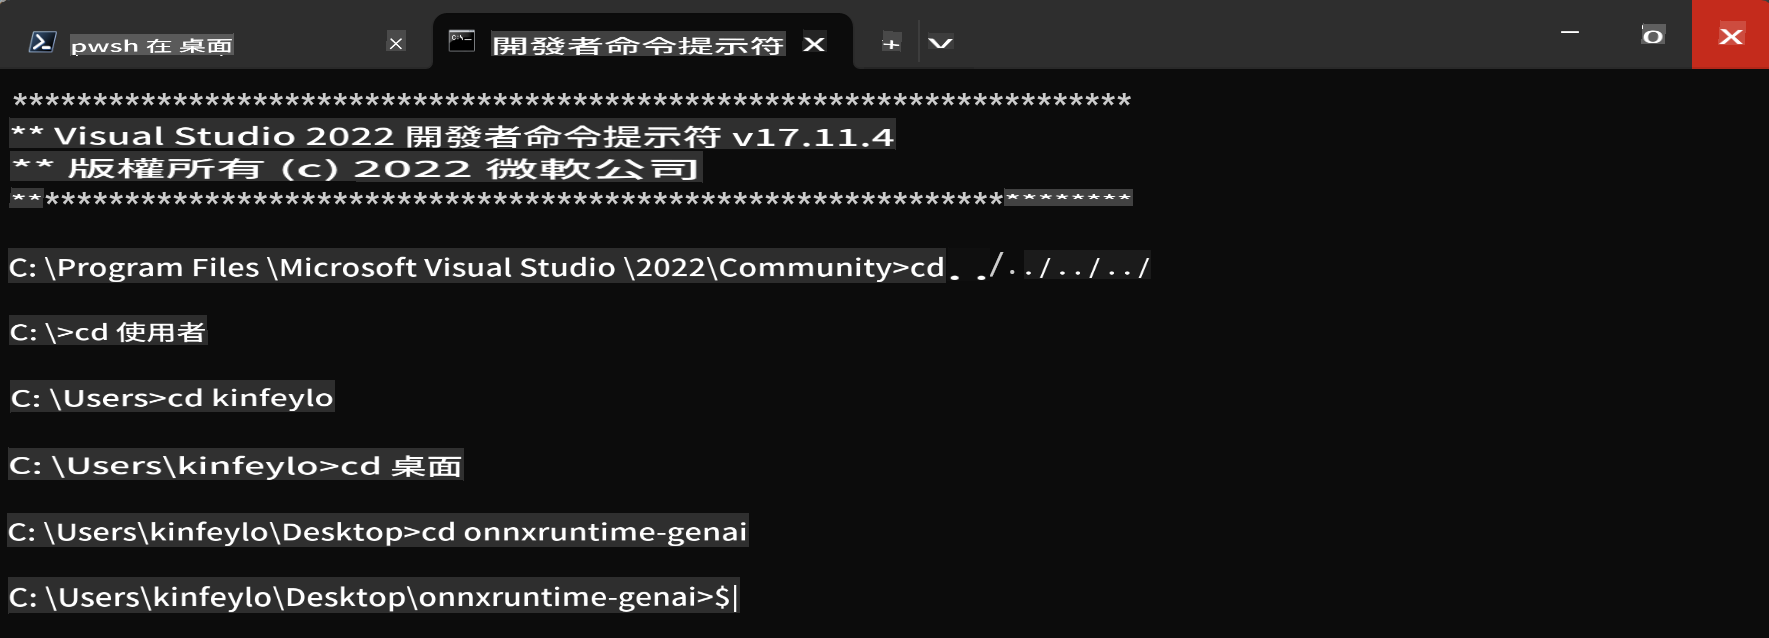 pwsh 在 桌面
開發者命令提示符
**********************************************************************
** Visual Studio 2022 開發者命令提示符 v17.11.4
** 版權所有 (c) 2022 微軟公司
**********************************************************************
C: \Program Files \Microsoft Visual Studio \2022\Community>cd../../../../
C: \>cd 使用者
C: \Users>cd kinfeylo
C: \Users\kinfeylo>cd 桌面
C: \Users\kinfeylo\Desktop>cd onnxruntime-genai
C: \Users\kinfeylo\Desktop\onnxruntime-genai>$|